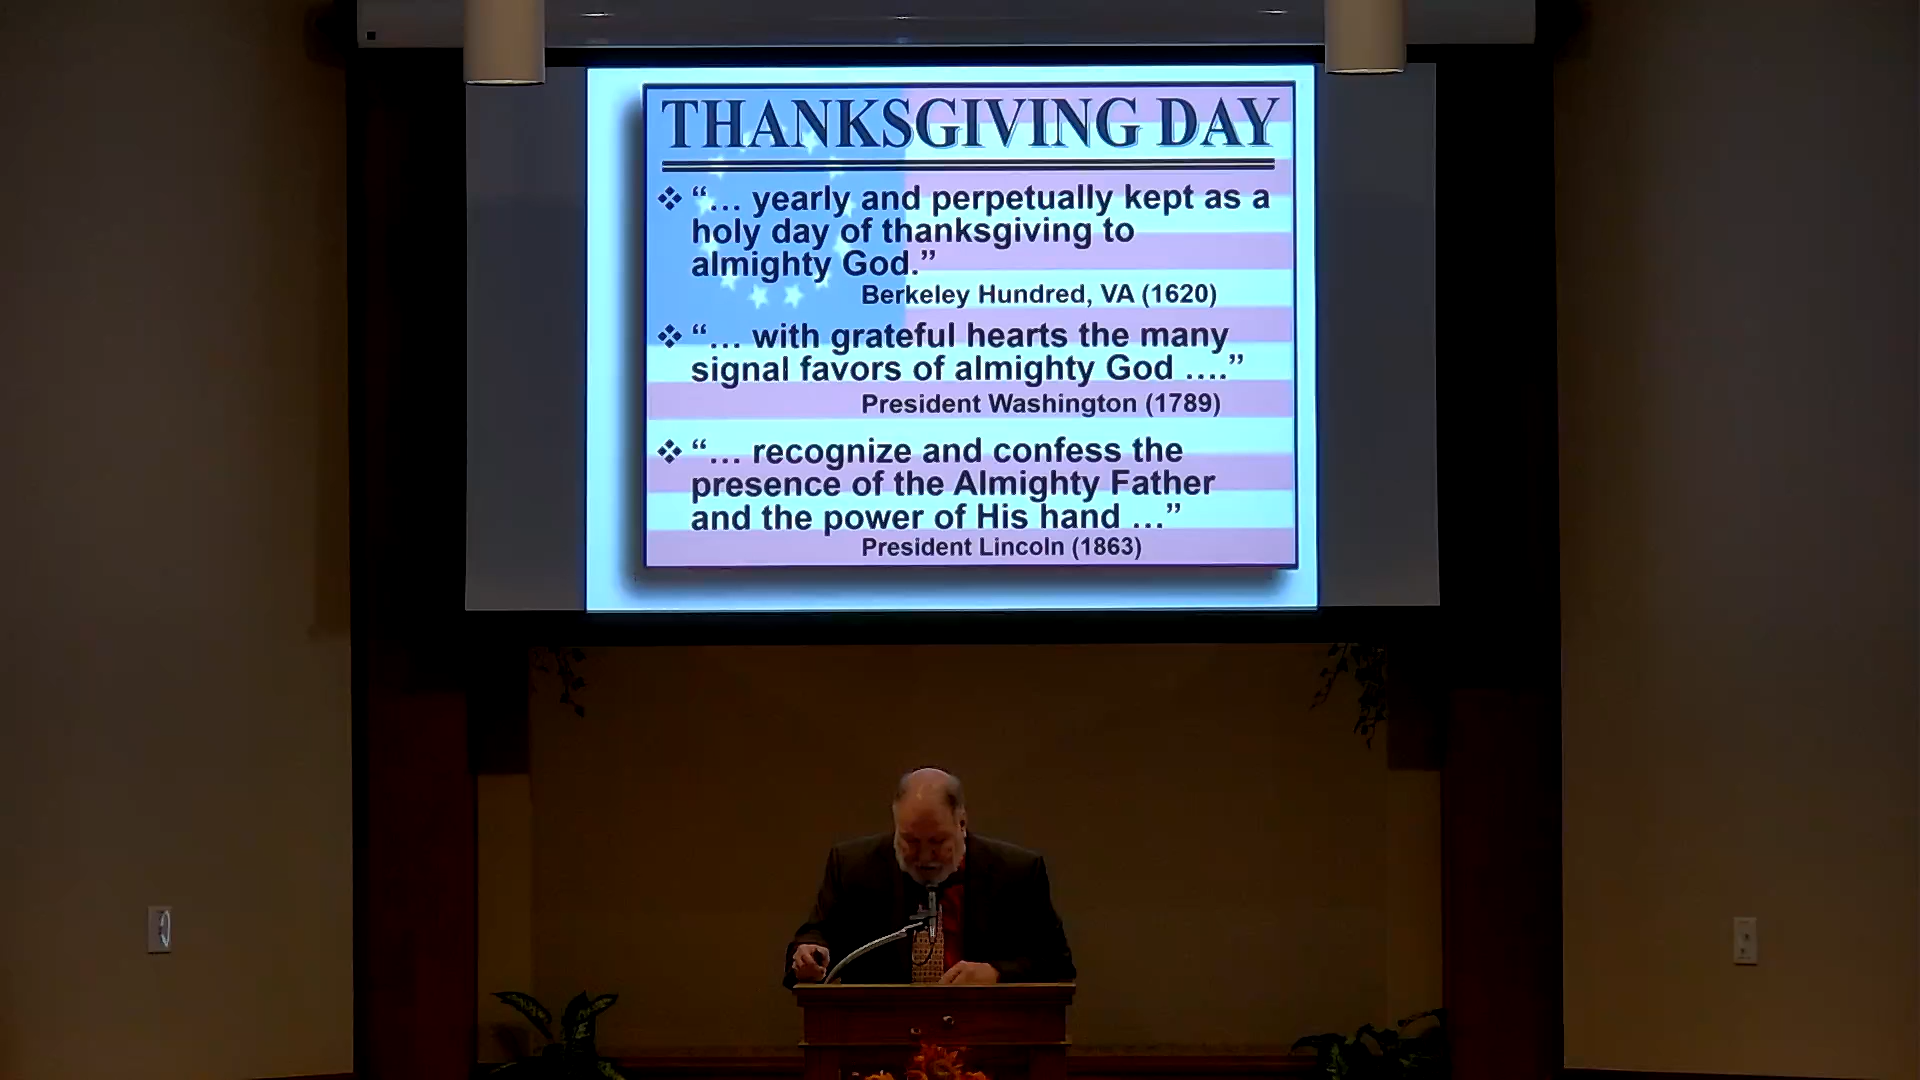 THANKSGIVING DAY
❖ “… yearly and perpetually kept as a
holy day of thanksgiving to
almighty God.”
Berkeley Hundred, VA (1620)
❖ “… with grateful hearts the many
signal favors of almighty God ….”
President Washington (1789)
❖ “… recognize and confess the
presence of the Almighty Father
and the power of His hand …”
President Lincoln (1863)